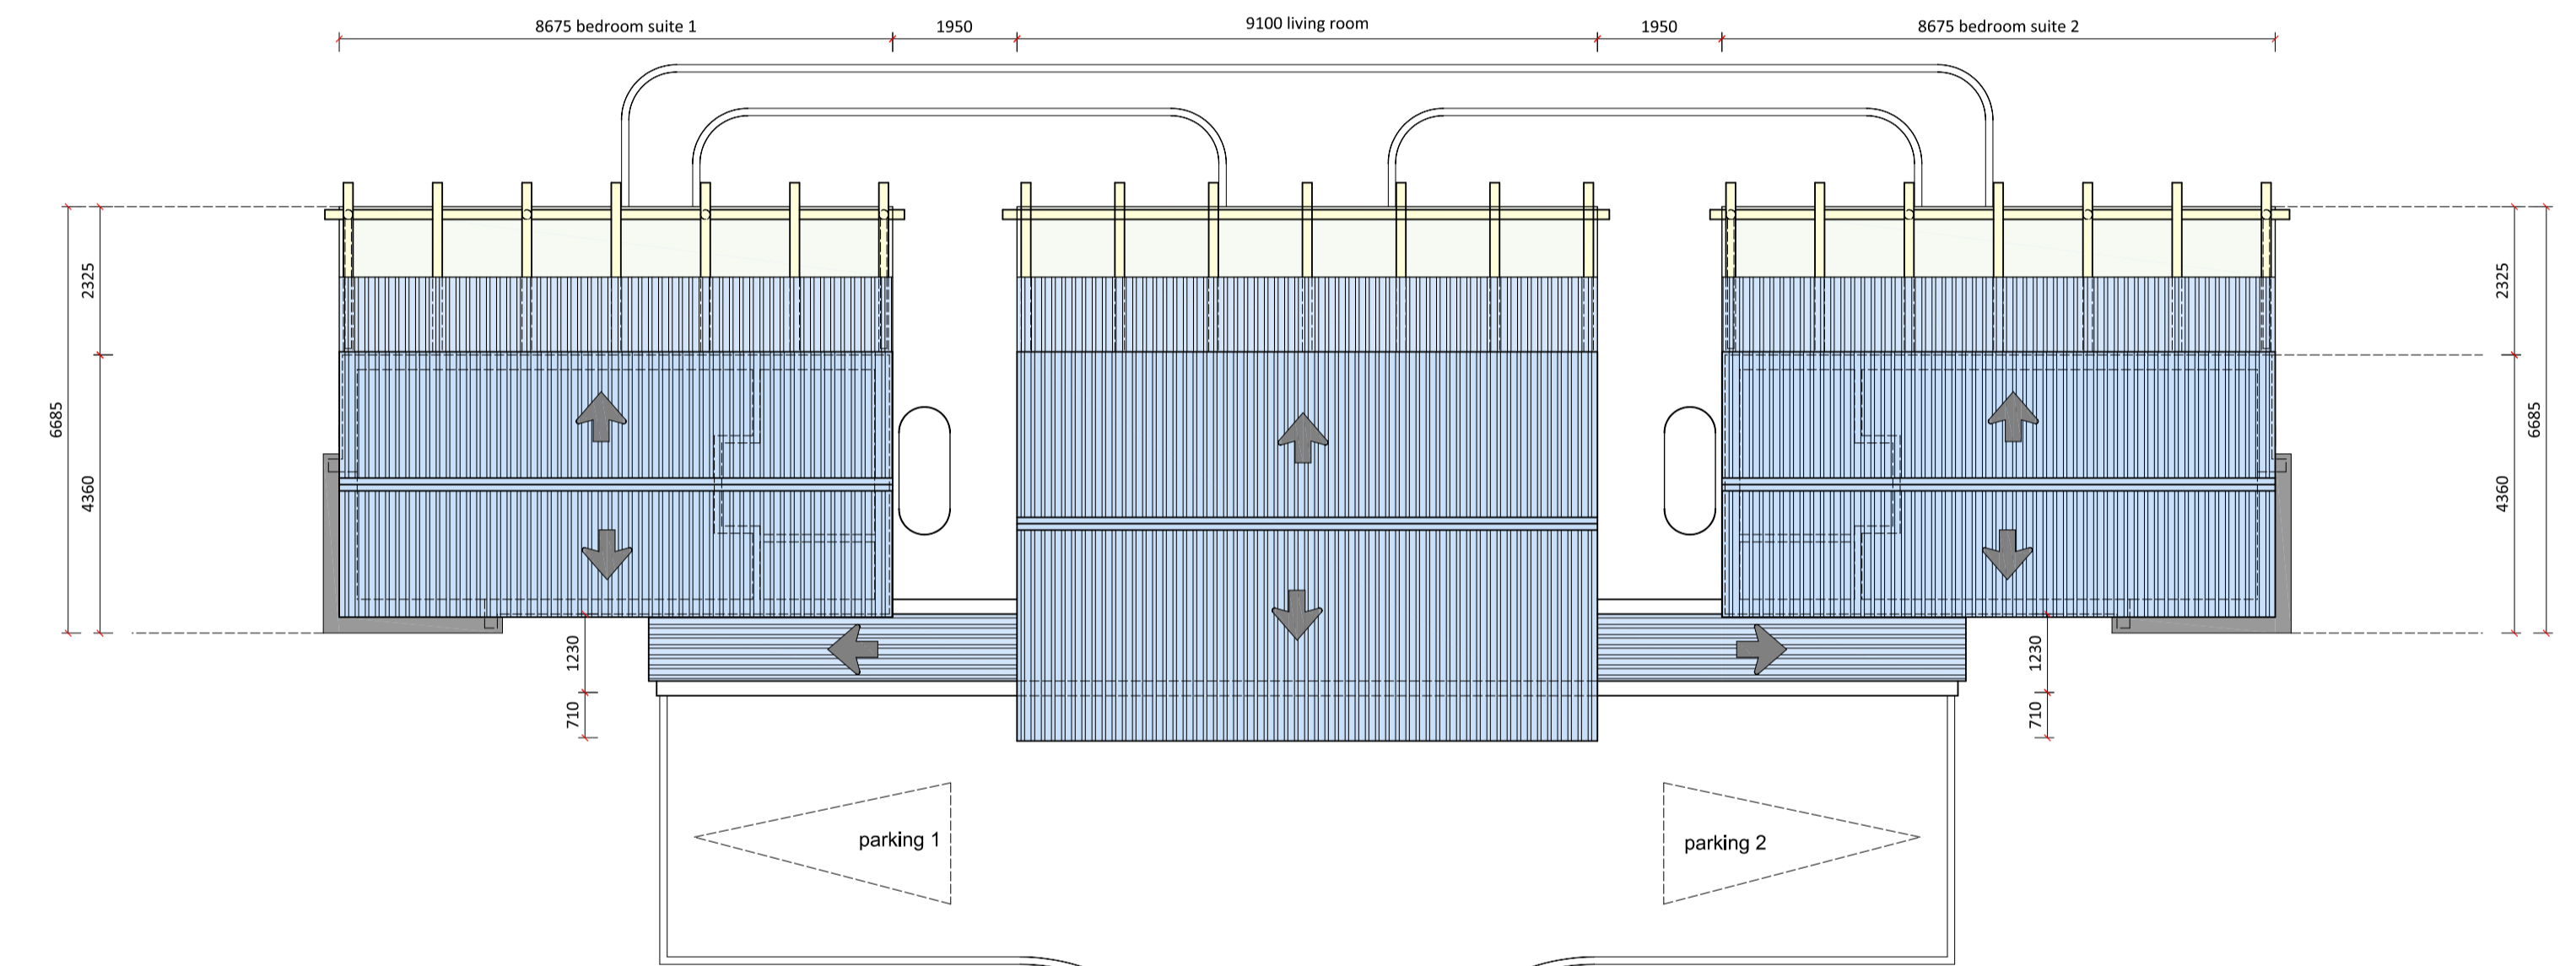 8675 bedroom suite 1
1950
9100 living room
1950
8675 bedroom suite 2
2325
6685
4360
2325
6685
4360
1230
710
1230
710
parking 1
parking 2